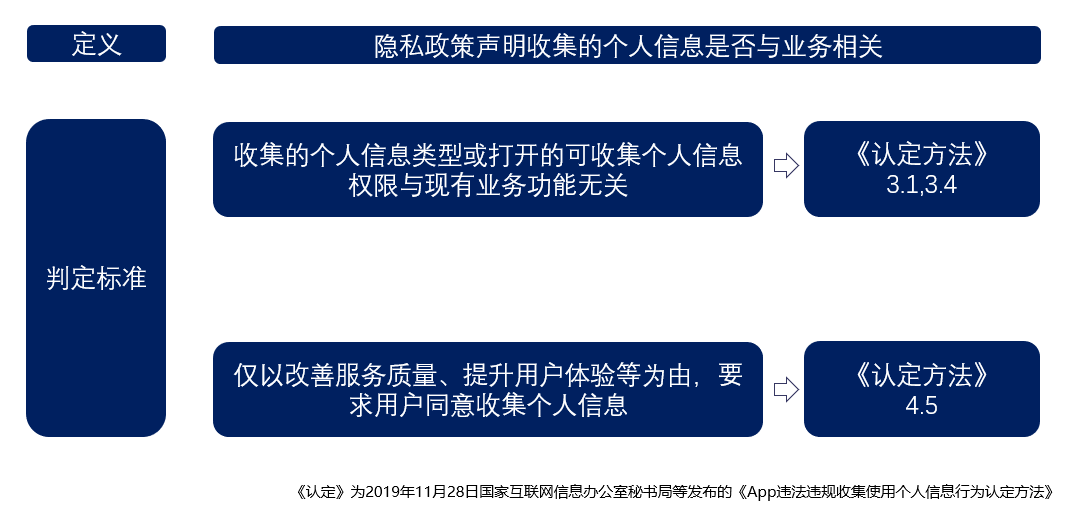 定义
隐私政策声明收集的个人信息是否与业务相关
判定标准
收集的个人信息类型或打开的可收集个人信息
权限与现有业务功能无关
《认定方法》
3.1,3.4
仅以改善服务质量、提升用户体验等为由，要
求用户同意收集个人信息
《认定方法》
4.5
《认定》为2019年11月28日国家互联网信息办公室秘书局等发布的《App违法违规收集使用个人信息行为认定方法》